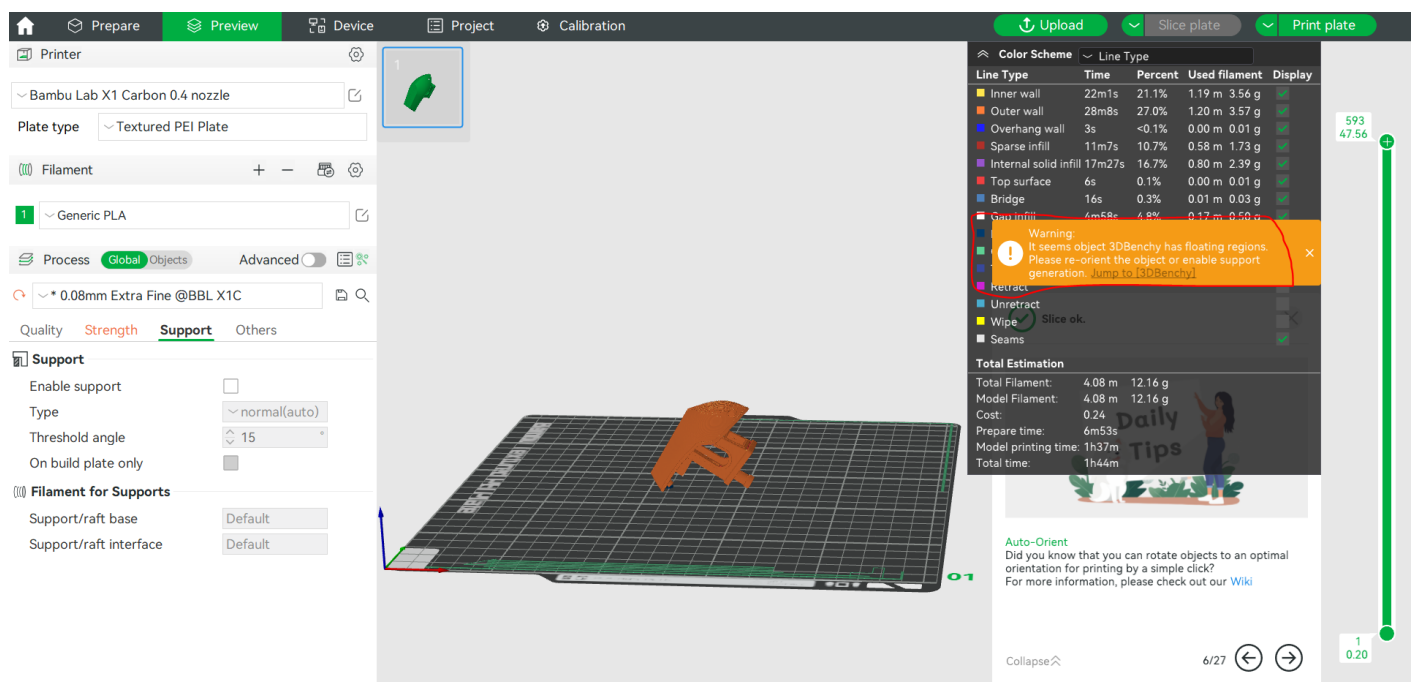 Prepare
Preview
Device
Project
Calibration
Upload
Slice plate
Print plate
Printer
Bambu Lab X1 Carbon 0.4 nozzle
Plate type Textured PEI Plate
Filament
1 Generic PLA
Process Global Objects Advanced
* 0.08mm Extra Fine @BBL X1C
Quality Strength Support Others
Support
Enable support
Type normal(auto)
Threshold angle 15 °
On build plate only
Filament for Supports
Support/raft base Default
Support/raft interface Default
1
01
Color Scheme Line Type
Line Type Time Percent Used filament Display
Inner wall 22m1s 21.1% 1.19 m 3.56 g
Outer wall 28m8s 27.0% 1.20 m 3.57 g
Overhang wall 3s <0.1% 0.00 m 0.01 g
Sparse infill 11m7s 10.7% 0.58 m 1.73 g
Internal solid infill 17m27s 16.7% 0.80 m 2.39 g
Top surface 6s 0.1% 0.00 m 0.01 g
Bridge 16s 0.3% 0.01 m 0.03 g
Gap infill 4m58s 4.8% 0.17 m 0.50 g
Warning:
It seems object 3DBenchy has floating regions.
Please re-orient the object or enable support
generation. Jump to [3DBenchy]
Retract
Unretract
Wipe
Slice ok.
Seams
Total Estimation
Total Filament: 4.08 m 12.16 g
Model Filament: 4.08 m 12.16 g
Cost: 0.24
Prepare time: 6m53s
Model printing time: 1h37m
Total time: 1h44m
Daily
Tips
Auto-Orient
Did you know that you can rotate objects to an optimal
orientation for printing by a simple click?
For more information, please check out our Wiki
Collapse
6/27
593
47.56
1
0.20